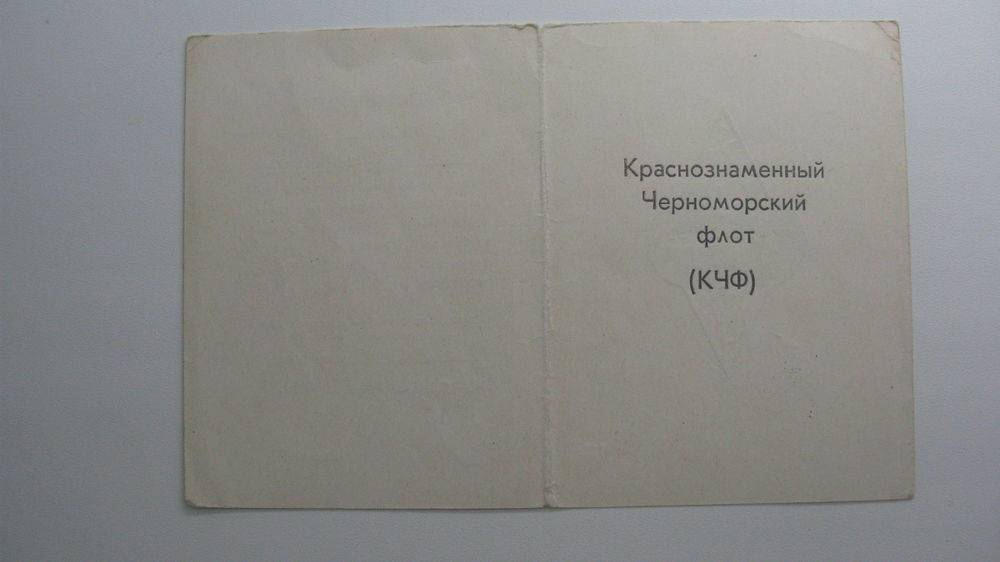 Краснознаменный
Черноморский
флот
(КЧФ)